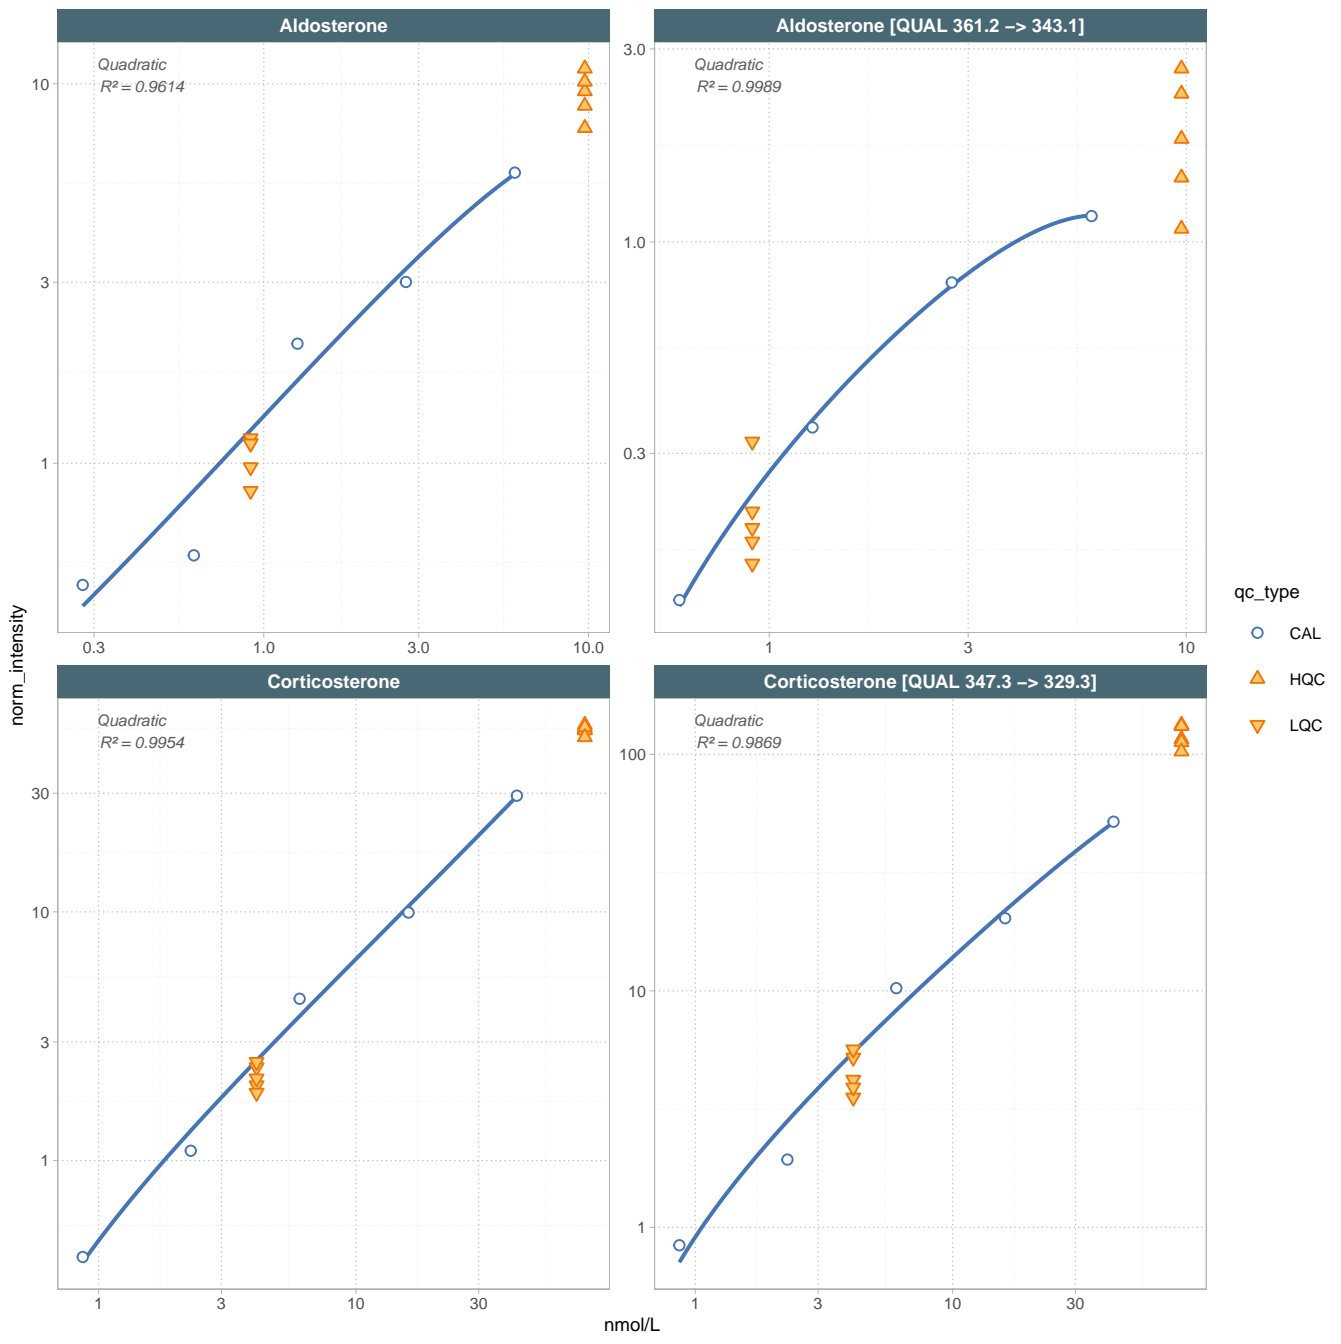 Aldosterone
Quadratic
R² = 0.9614
10
3
1
0.3
1.0
3.0
10.0
Aldosterone [QUAL 361.2 −> 343.1]
Quadratic
R² = 0.9989
3.0
1.0
0.3
1
3
10
Corticosterone
Quadratic
R² = 0.9954
30
10
3
1
1
3
10
30
Corticosterone [QUAL 347.3 −> 329.3]
Quadratic
R² = 0.9869
100
10
1
1
3
10
30
norm_intensity
nmol/L
qc_type
CAL
HQC
LQC